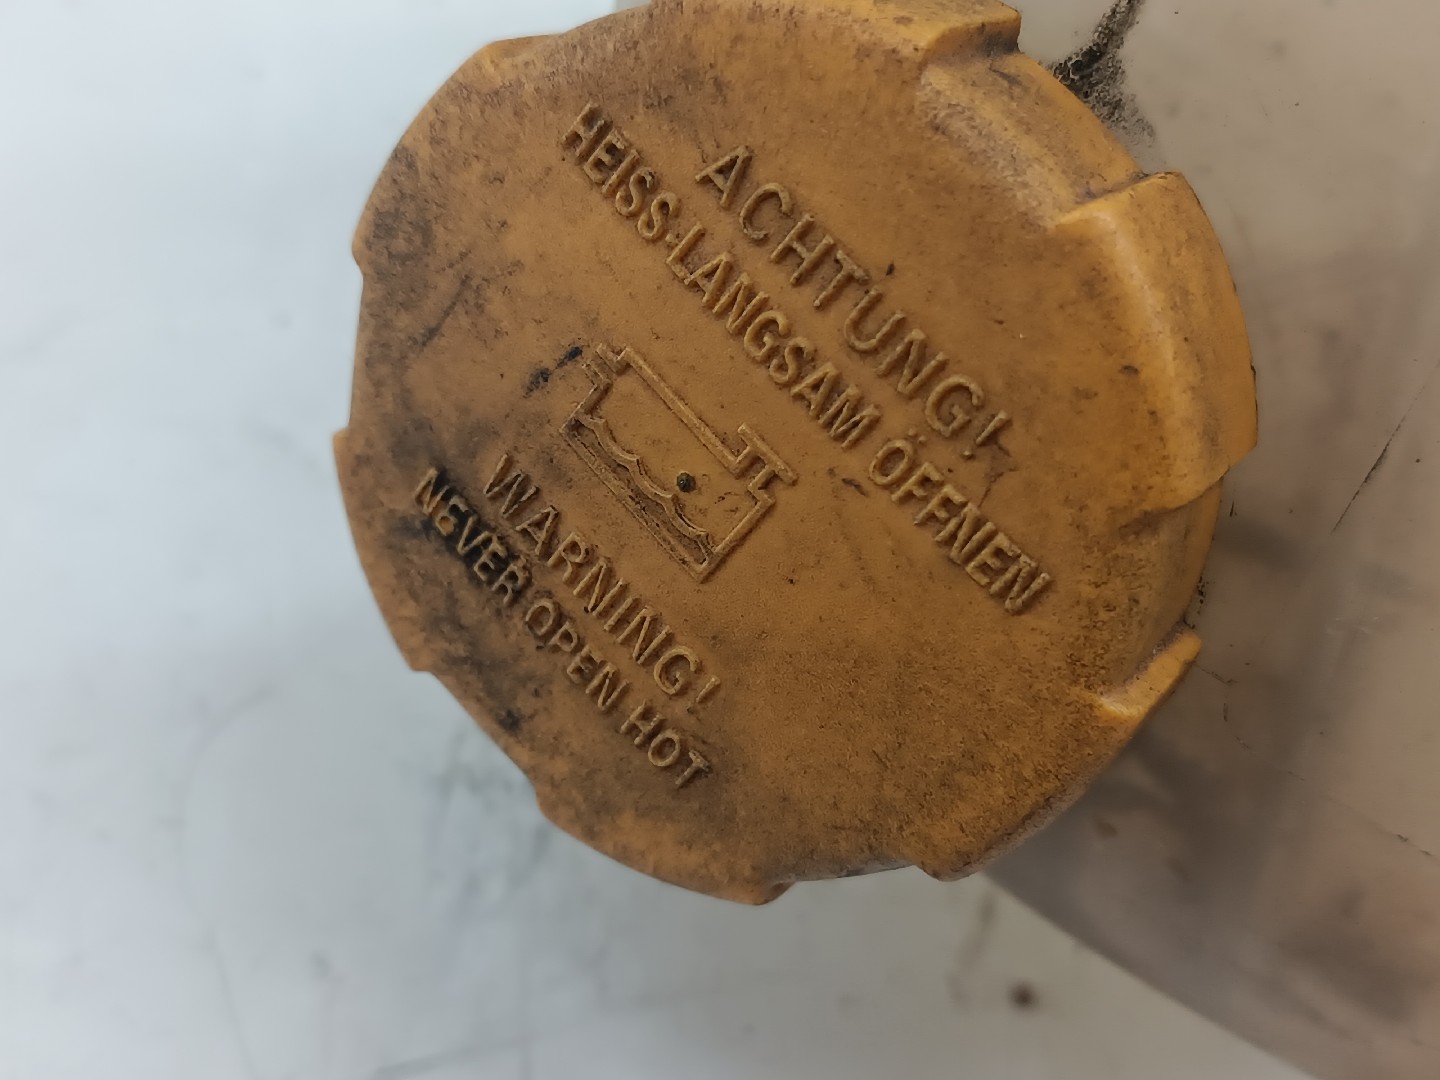 ACHTUNG!
HEISS-LANGSAM ÖFFNEN
WARNING!
NEVER OPEN HOT